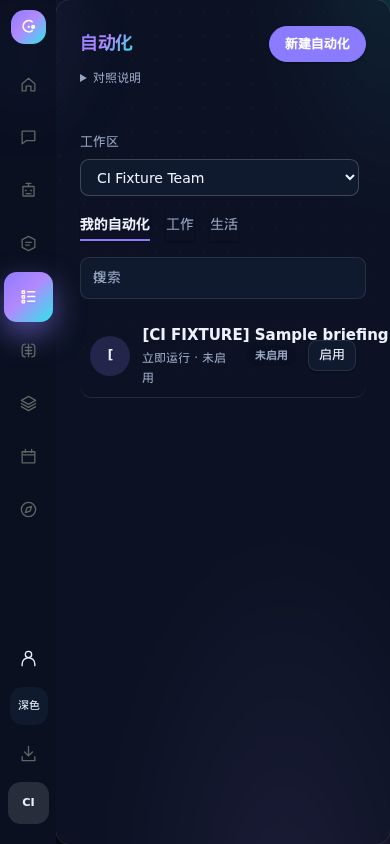 自动化
新建自动化
对照说明
工作区
CI Fixture Team
我的自动化 工作 生活
搜索
[CI FIXTURE] Sample briefing
[
立即运行 · 未启用
未启用
启用
深色
CI